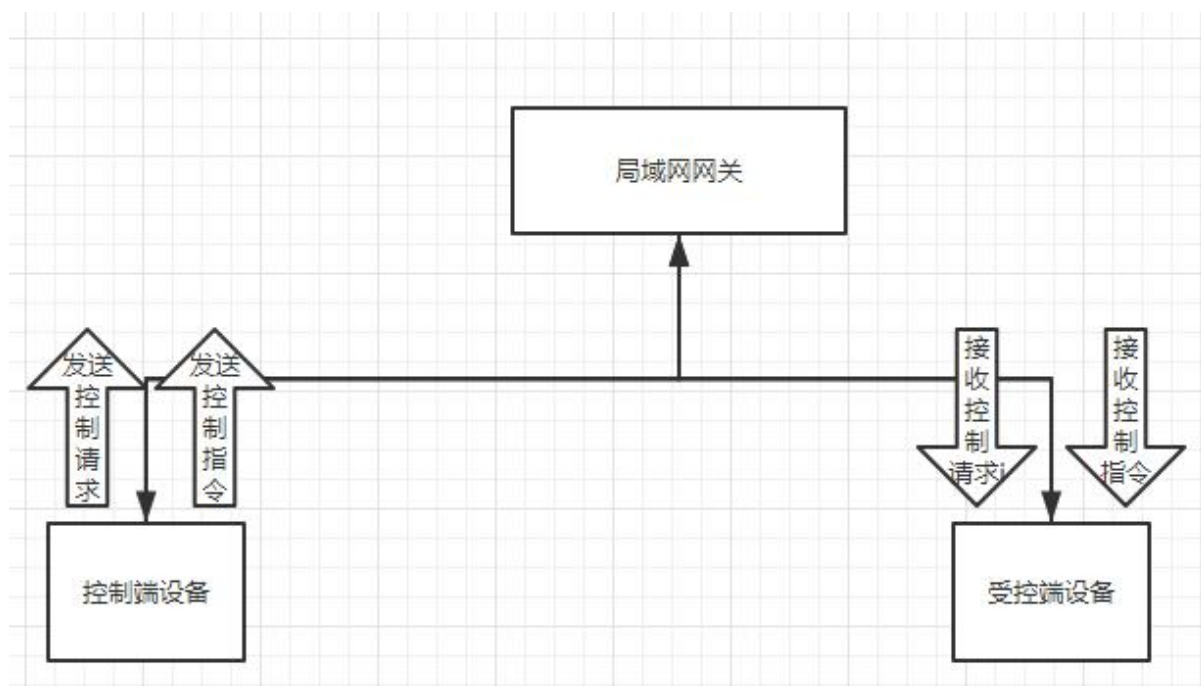 局域网网关
发送
控
制
请
求
发送
控
制
指
令
接
收
控
制
请求i
接
收
控
制
指令
控制端设备
受控端设备